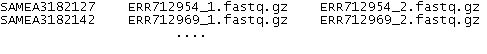 SAMEA3182127 ERR712954_1.fastq.gz ERR712954_2.fastq.gz
SAMEA3182142 ERR712969_1.fastq.gz ERR712969_2.fastq.gz
....